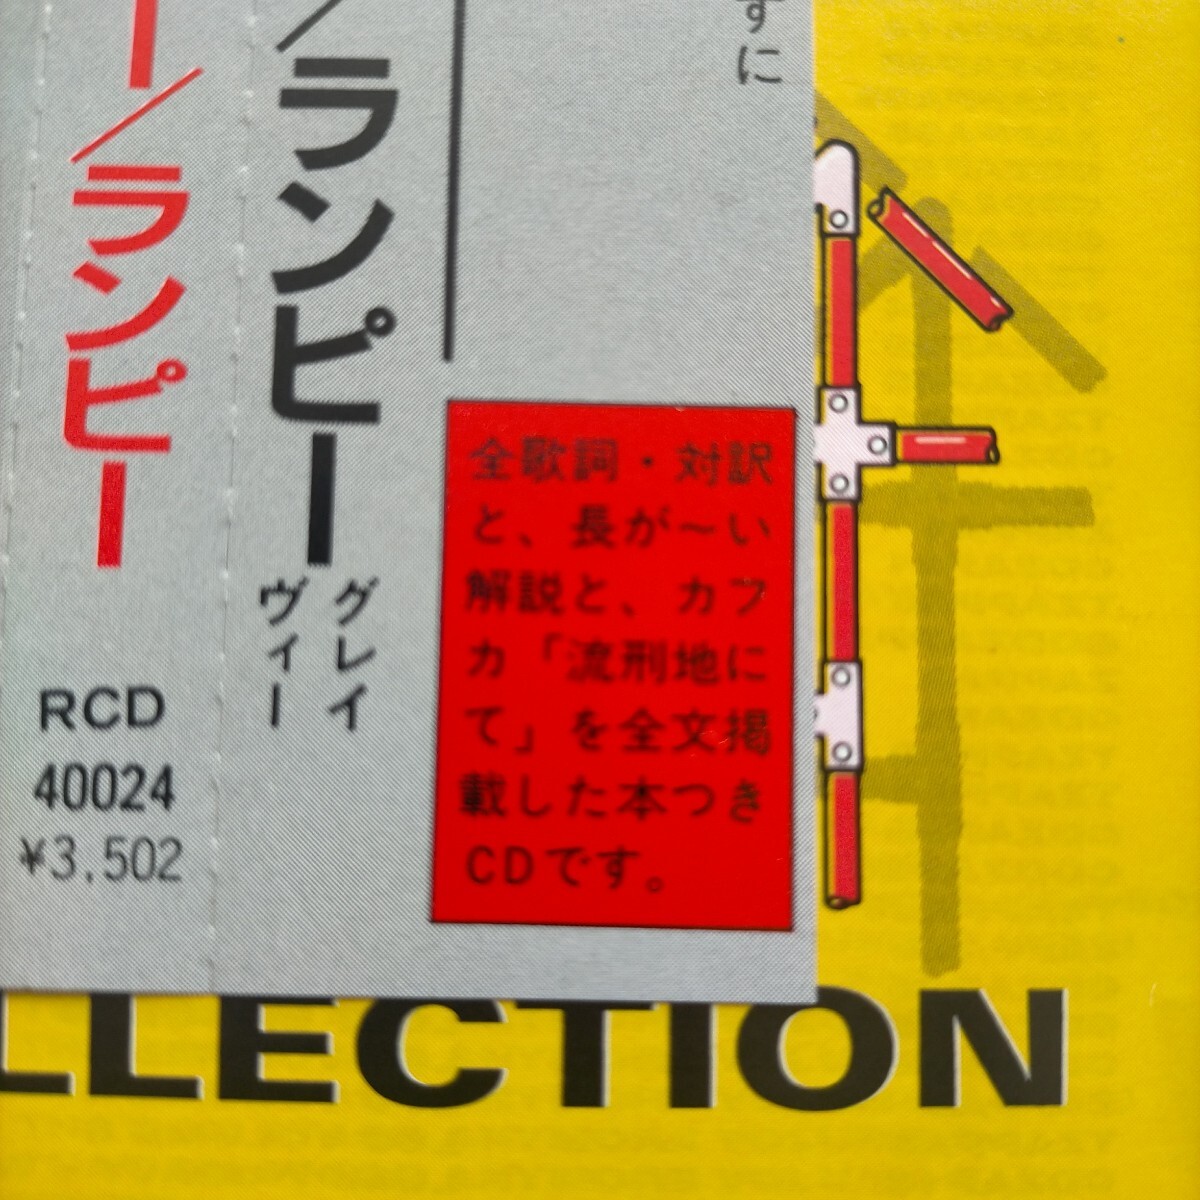 ずに
／ランピー
グレイ
ヴィー
ー／ランピー
RCD
40024
¥3,502
全歌詞・対訳
と、長が〜い
解説と、カフ
カ「流刑地に
て」を全文掲
載した本つき
CDです。
LLECTION